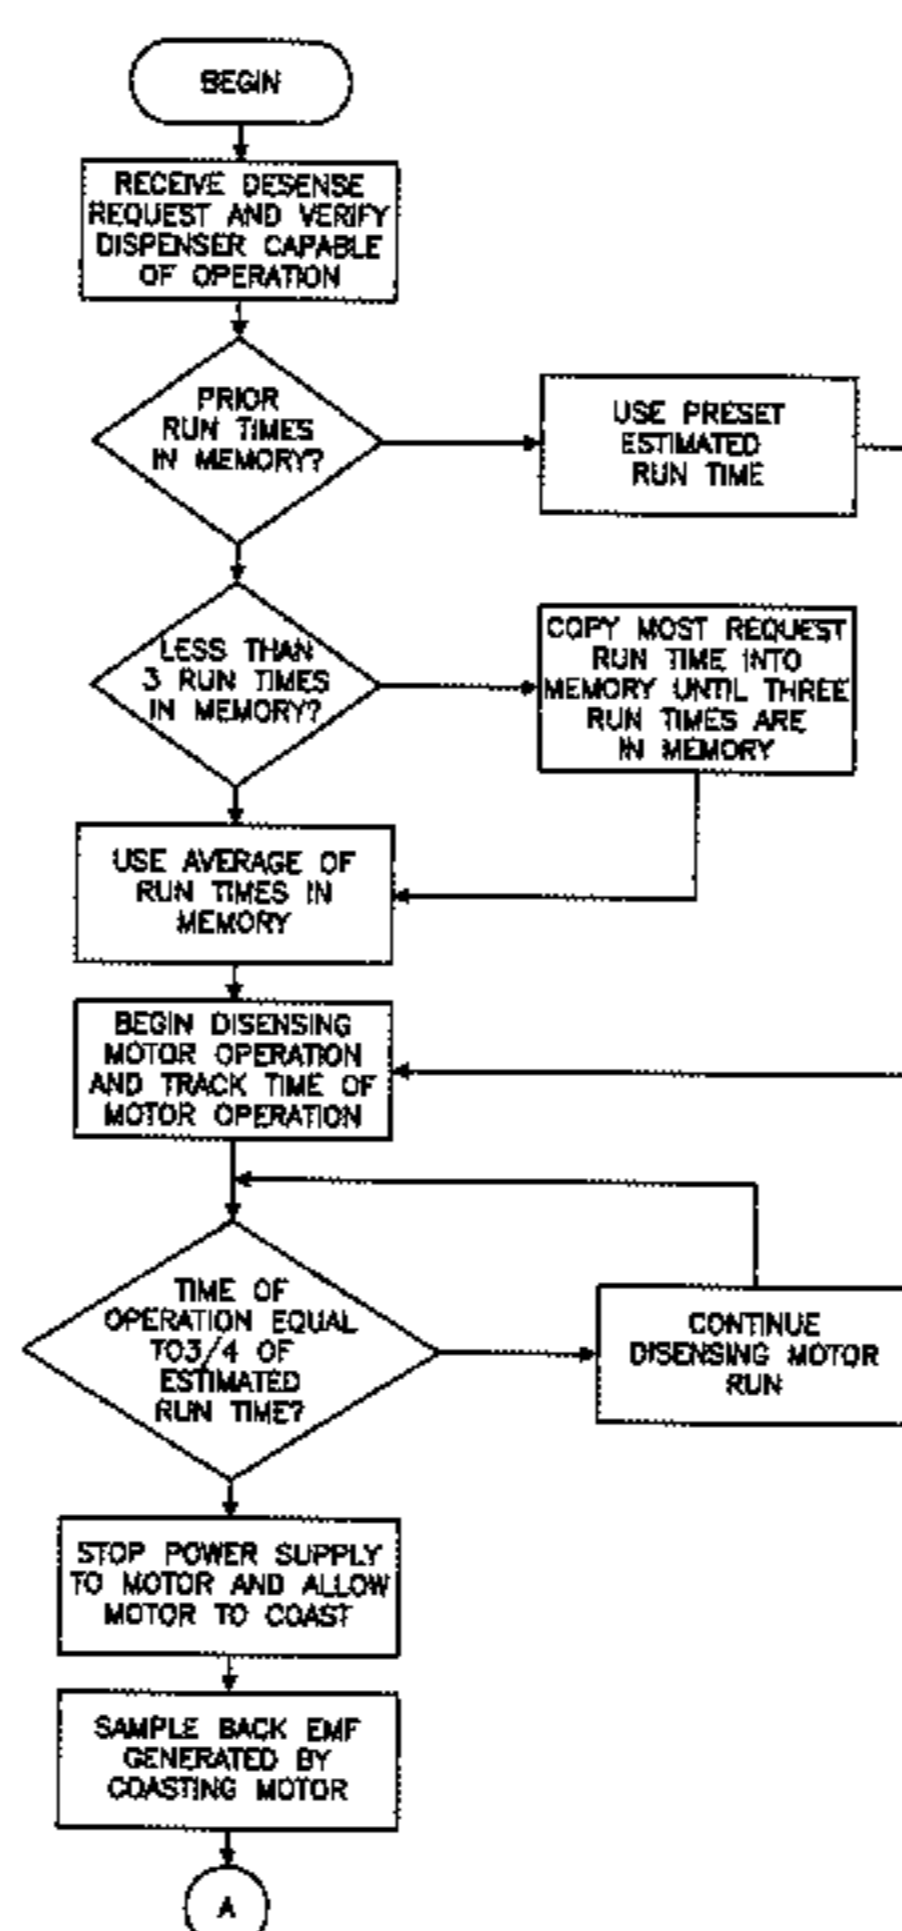 BEGIN
RECEIVE DESENSE
REQUEST AND VERIFY
DISPENSER CAPABLE
OF OPERATION
PRIOR
RUN TIMES
IN MEMORY?
USE PRESET
ESTIMATED
RUN TIME
LESS THAN
3 RUN TIMES
IN MEMORY?
COPY MOST REQUEST
RUN TIME INTO
MEMORY UNTIL THREE
RUN TIMES ARE
IN MEMORY
USE AVERAGE OF
RUN TIMES IN
MEMORY
BEGIN DISENSING
MOTOR OPERATION
AND TRACK TIME OF
MOTOR OPERATION
TIME OF
OPERATION EQUAL
TO3/4 OF
ESTIMATED
RUN TIME?
CONTINUE
DISENSING MOTOR
RUN
STOP POWER SUPPLY
TO MOTOR AND ALLOW
MOTOR TO COAST
SAMPLE BACK EMF
GENERATED BY
COASTING MOTOR
A